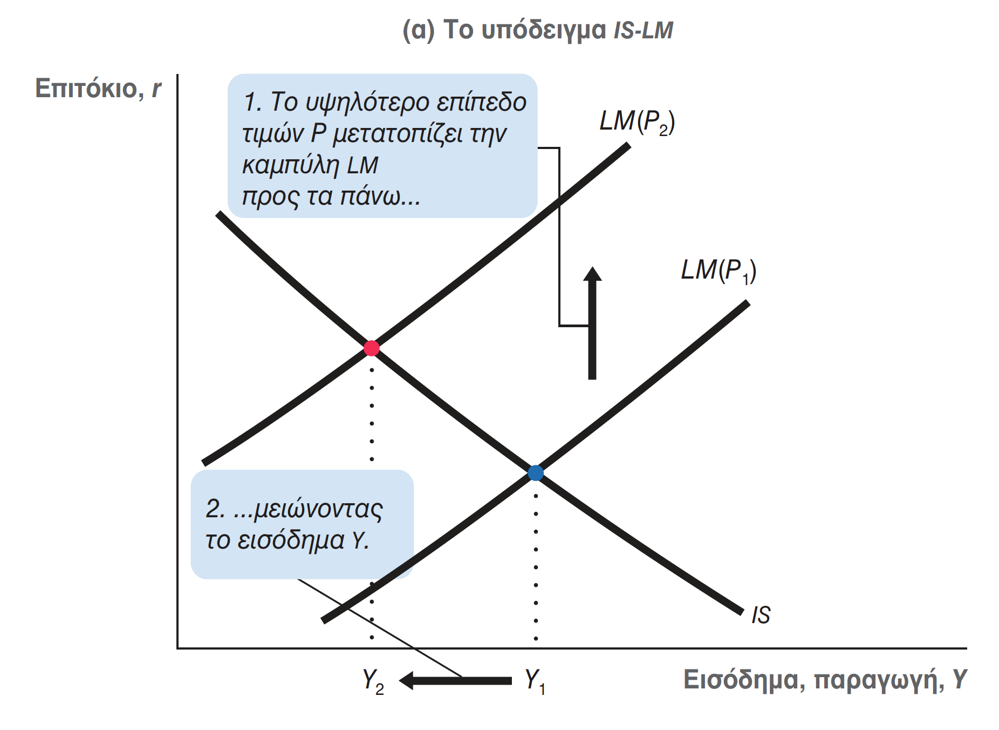 (α) Το υπόδειγμα IS-LM
Επιτόκιο, r
1. Το υψηλότερο επίπεδο
τιμών P μετατοπίζει την
καμπύλη LM
προς τα πάνω...
LM(P2)
LM(P1)
2. ...μειώνοντας
το εισόδημα Y.
IS
Y2
Y1
Εισόδημα, παραγωγή, Y